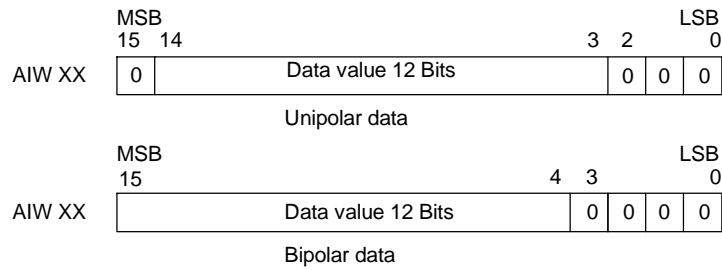 MSB LSB
15 14 3 2 0
AIW XX 0 Data value 12 Bits 0 0 0
Unipolar data
MSB LSB
15 4 3 0
AIW XX Data value 12 Bits 0 0 0 0
Bipolar data